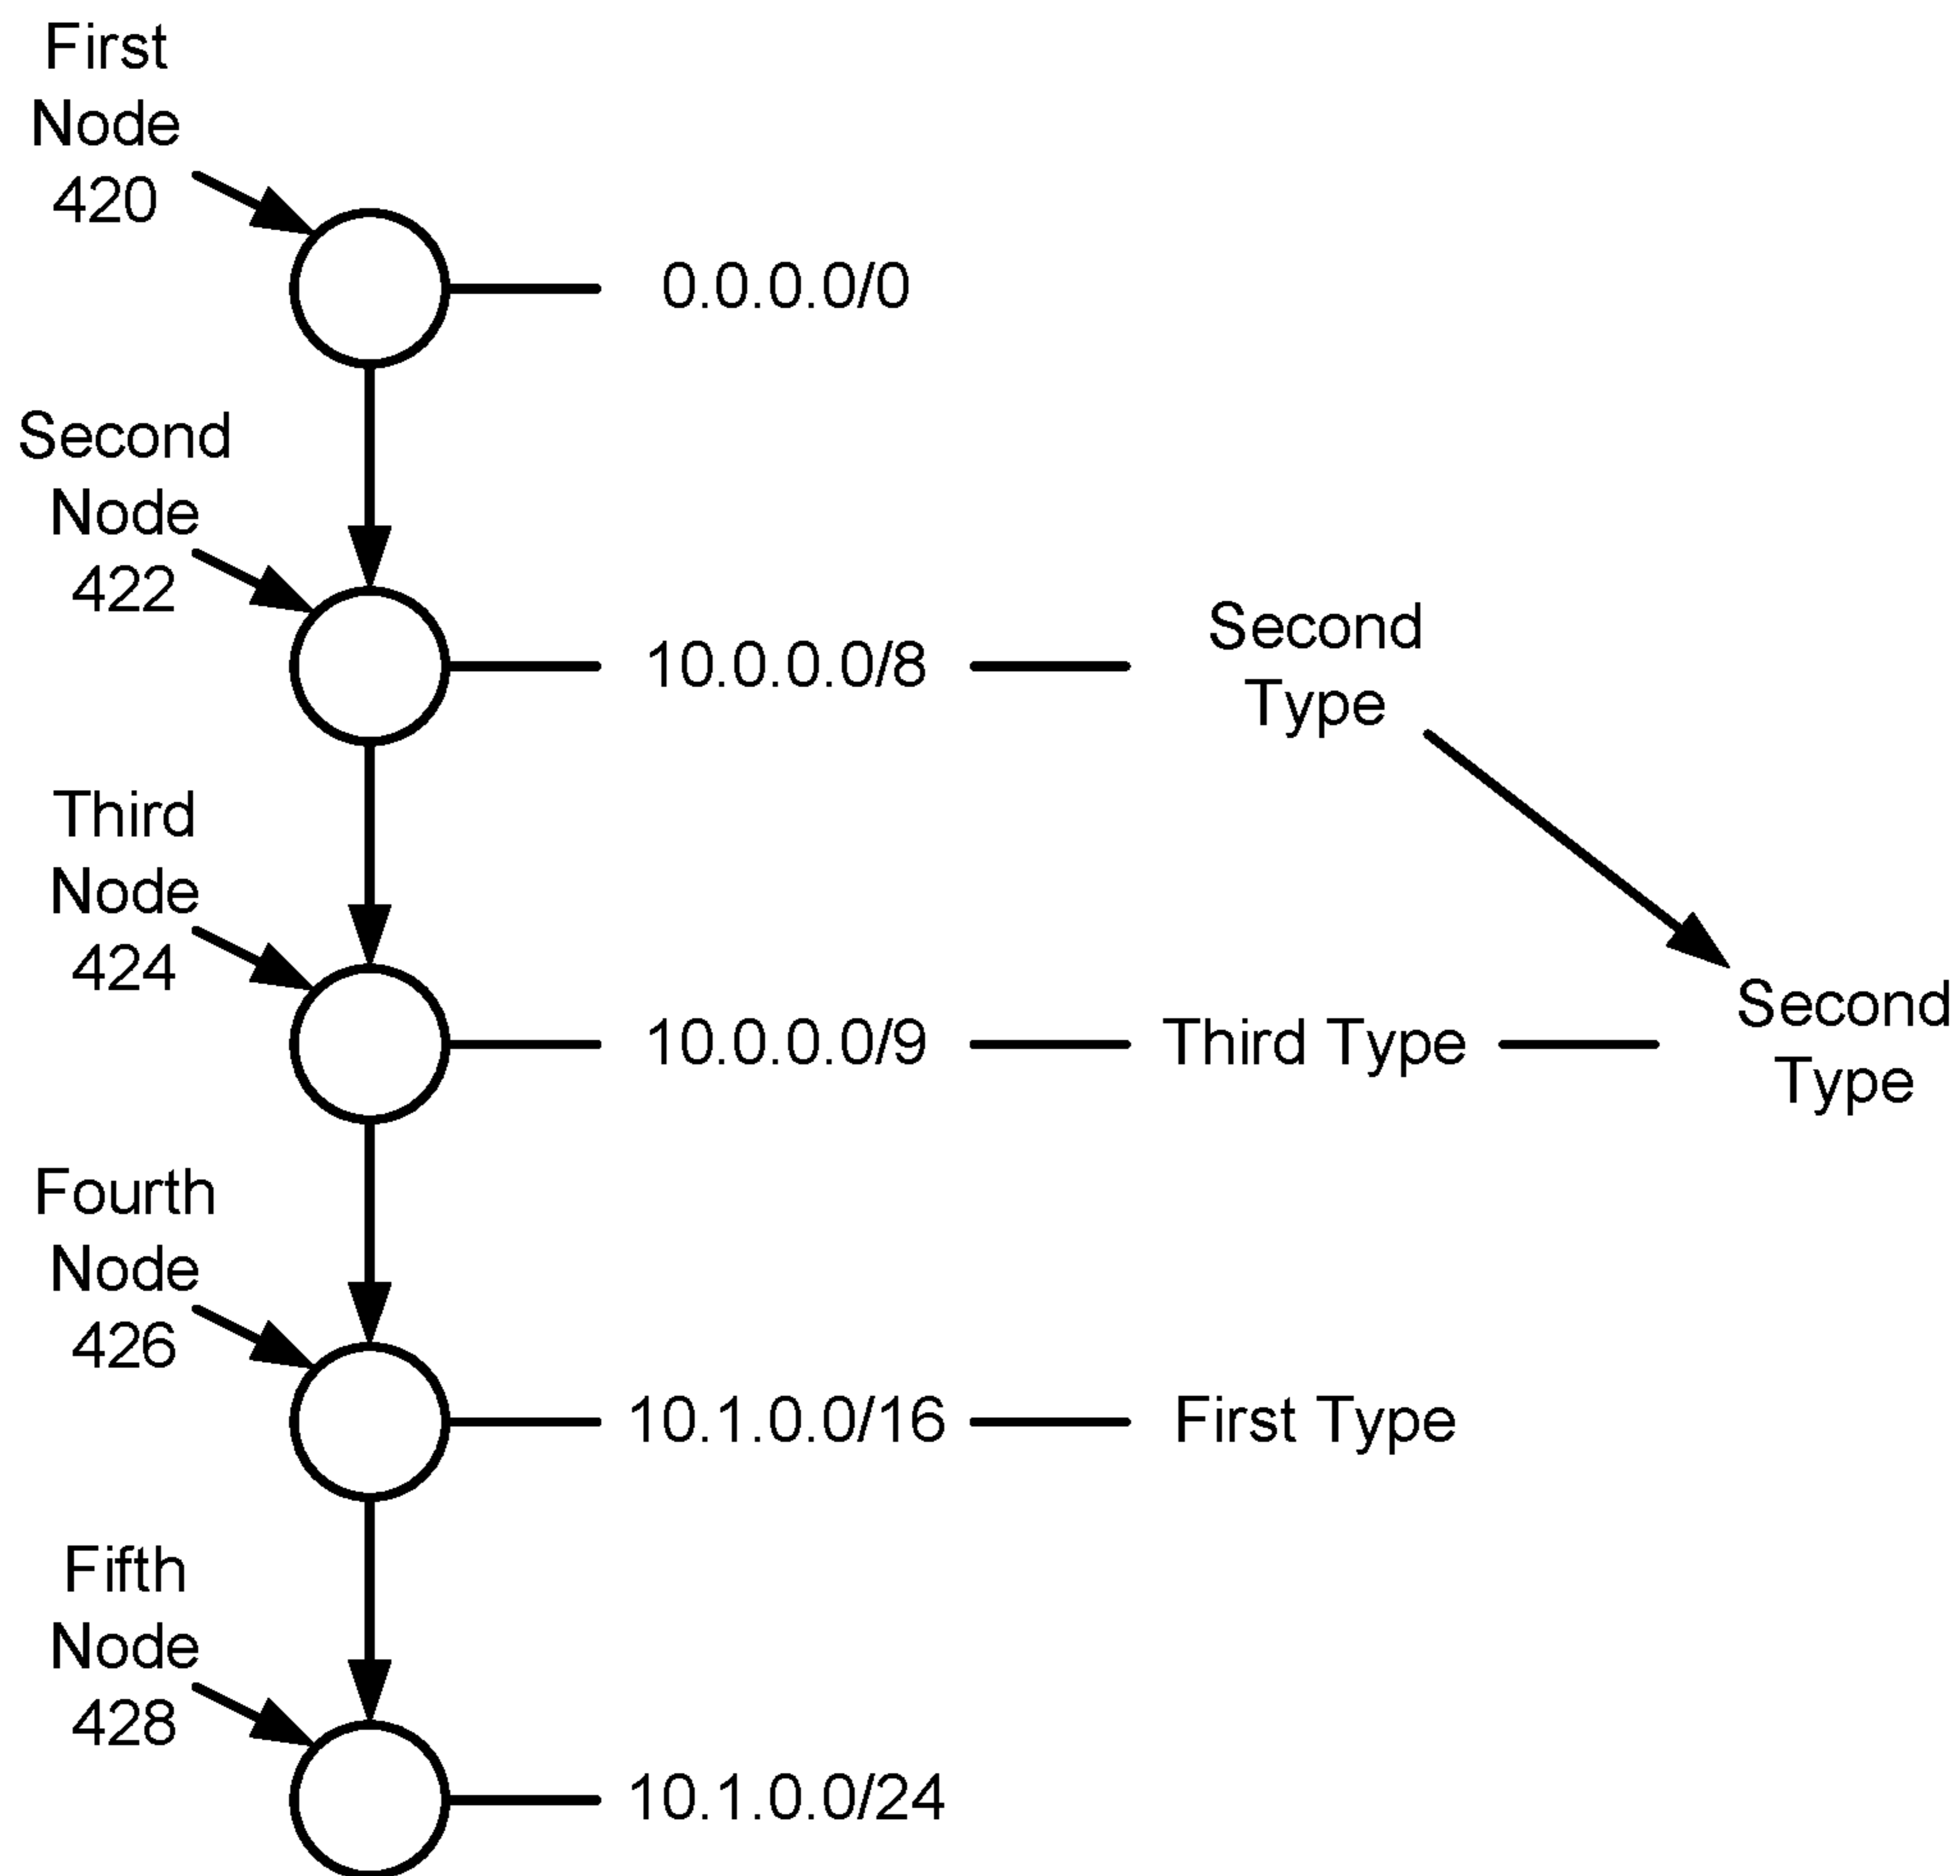 First
Node
420
0.0.0.0/0
Second
Node
422
10.0.0.0/8
Second
Type
Third
Node
424
10.0.0.0/9
Third Type
Second
Type
Fourth
Node
426
10.1.0.0/16
First Type
Fifth
Node
428
10.1.0.0/24